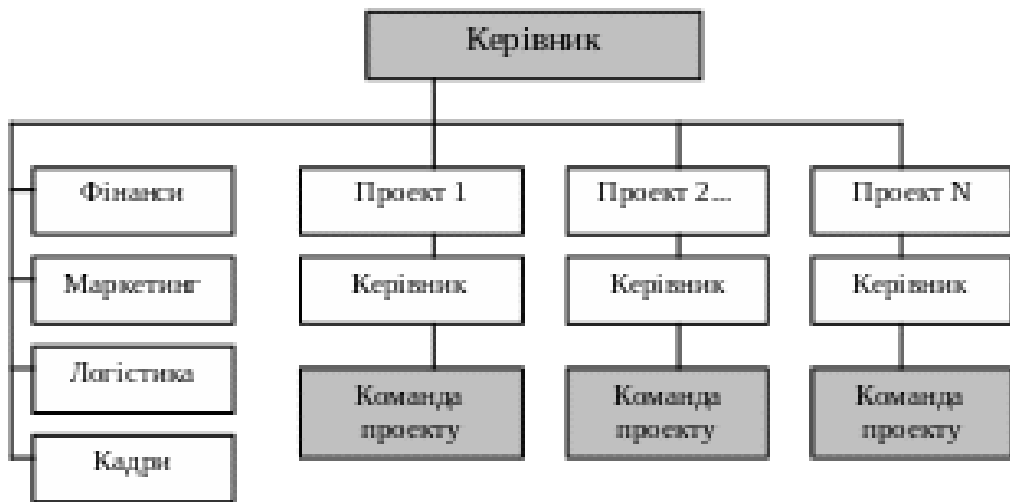 Керівник
Фінанси
Проект 1
Проект 2...
Проект N
Маркетинг
Керівник
Керівник
Керівник
Логістика
Команда
проекту
Команда
проекту
Команда
проекту
Кадри